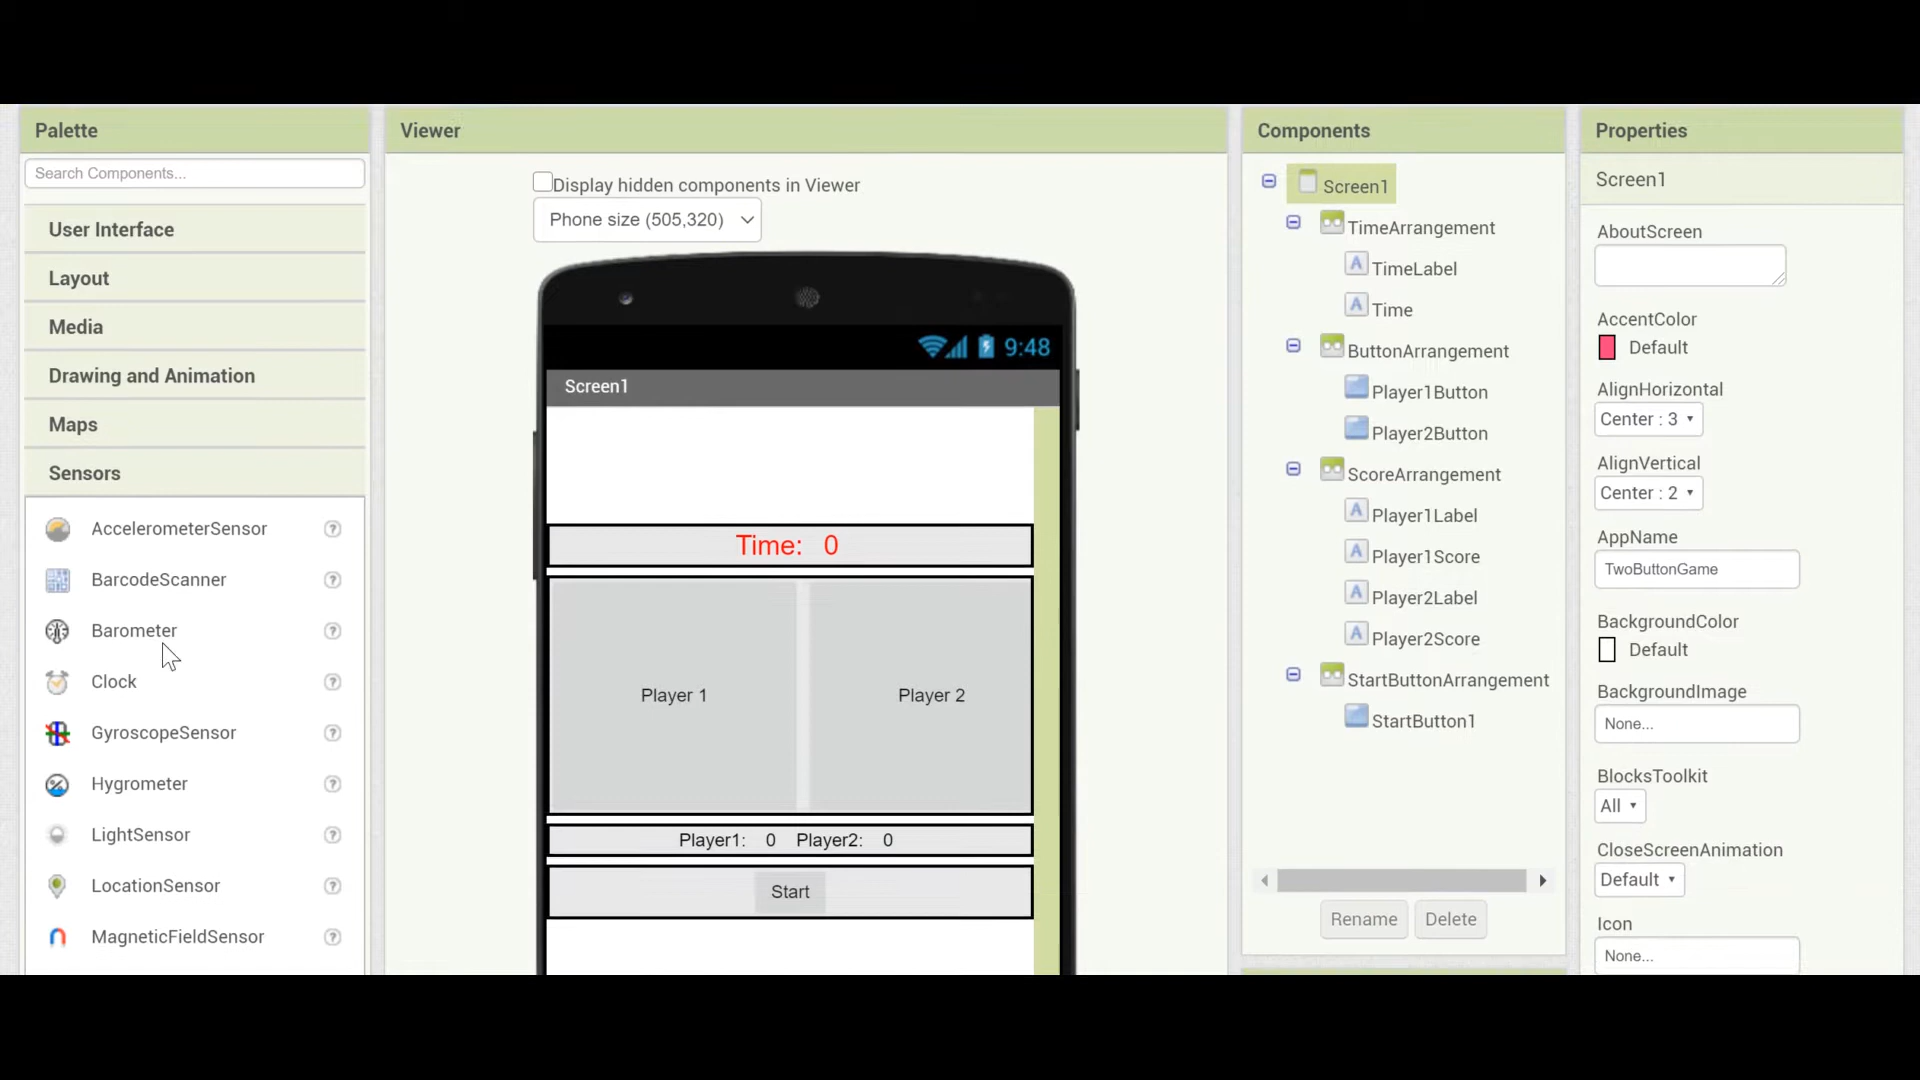 Palette
Search Components...
User Interface
Layout
Media
Drawing and Animation
Maps
Sensors
AccelerometerSensor ?
BarcodeScanner ?
Barometer ?
Clock ?
GyroscopeSensor ?
Hygrometer ?
LightSensor ?
LocationSensor ?
MagneticFieldSensor ?
Viewer
Display hidden components in Viewer
Phone size (505,320)
9:48
Screen1
Time: 0
Player 1 Player 2
Player1: 0 Player2: 0
Start
Components
Screen1
TimeArrangement
A TimeLabel
A Time
ButtonArrangement
Player1Button
Player2Button
ScoreArrangement
A Player1Label
A Player1Score
A Player2Label
A Player2Score
StartButtonArrangement
StartButton1
Rename Delete
Properties
Screen1
AboutScreen
AccentColor
Default
AlignHorizontal
Center : 3
AlignVertical
Center : 2
AppName
TwoButtonGame
BackgroundColor
Default
BackgroundImage
None...
BlocksToolkit
All
CloseScreenAnimation
Default
Icon
None...